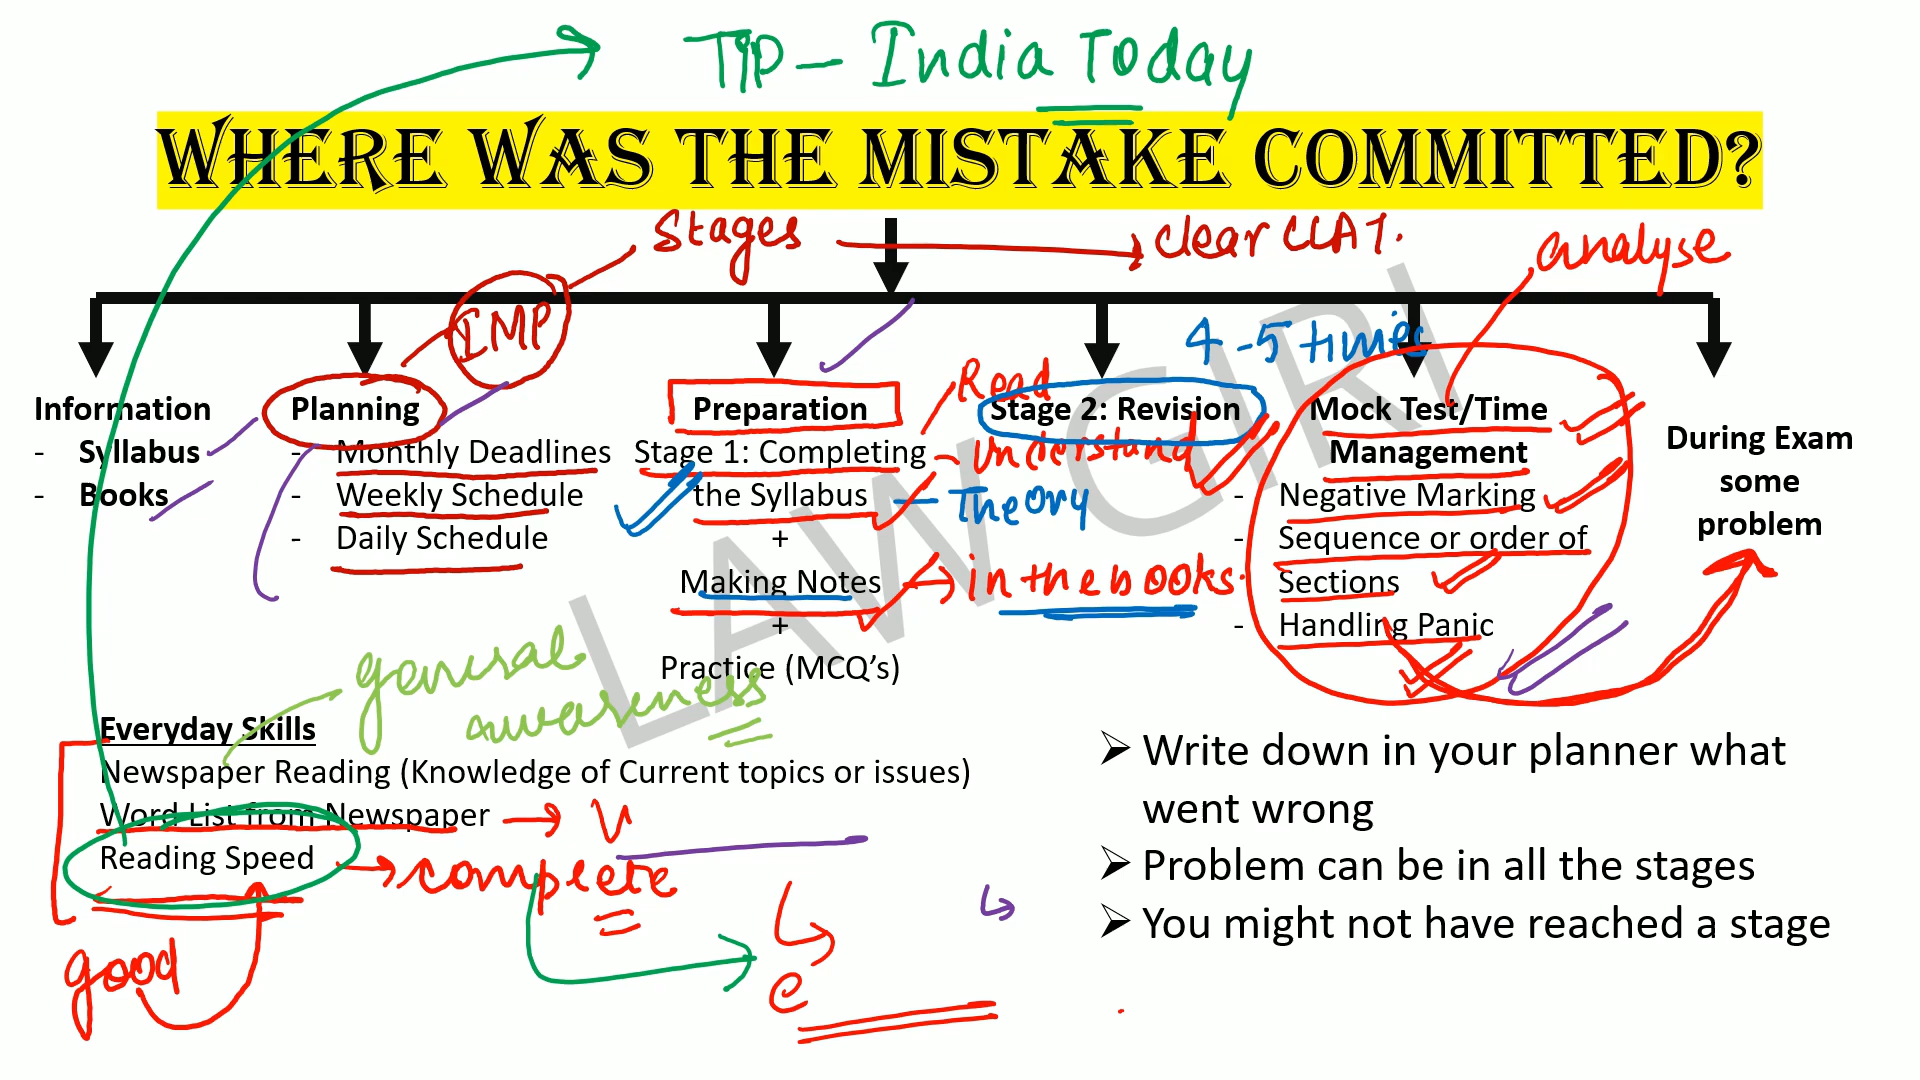 TIP - India Today
WHERE WAS THE MISTAKE COMMITTED?
Stages
clear CLAT.
analyse
IMP
4-5 times
Information
- Syllabus
- Books
Planning
- Monthly Deadlines
- Weekly Schedule
- Daily Schedule
Preparation
Stage 1: Completing
the Syllabus
+
Making Notes
+
Practice (MCQ's)
Read
Understand
Theory
in the books.
Stage 2: Revision
Mock Test/Time
Management
- Negative Marking
- Sequence or order of
Sections
- Handling Panic
During Exam
some
problem
LAW GIRI
general
awareness
Everyday Skills
Newspaper Reading (Knowledge of Current topics or issues)
Word List from Newspaper
V
Reading Speed
complete
good
e
➢ Write down in your planner what
went wrong
➢ Problem can be in all the stages
➢ You might not have reached a stage